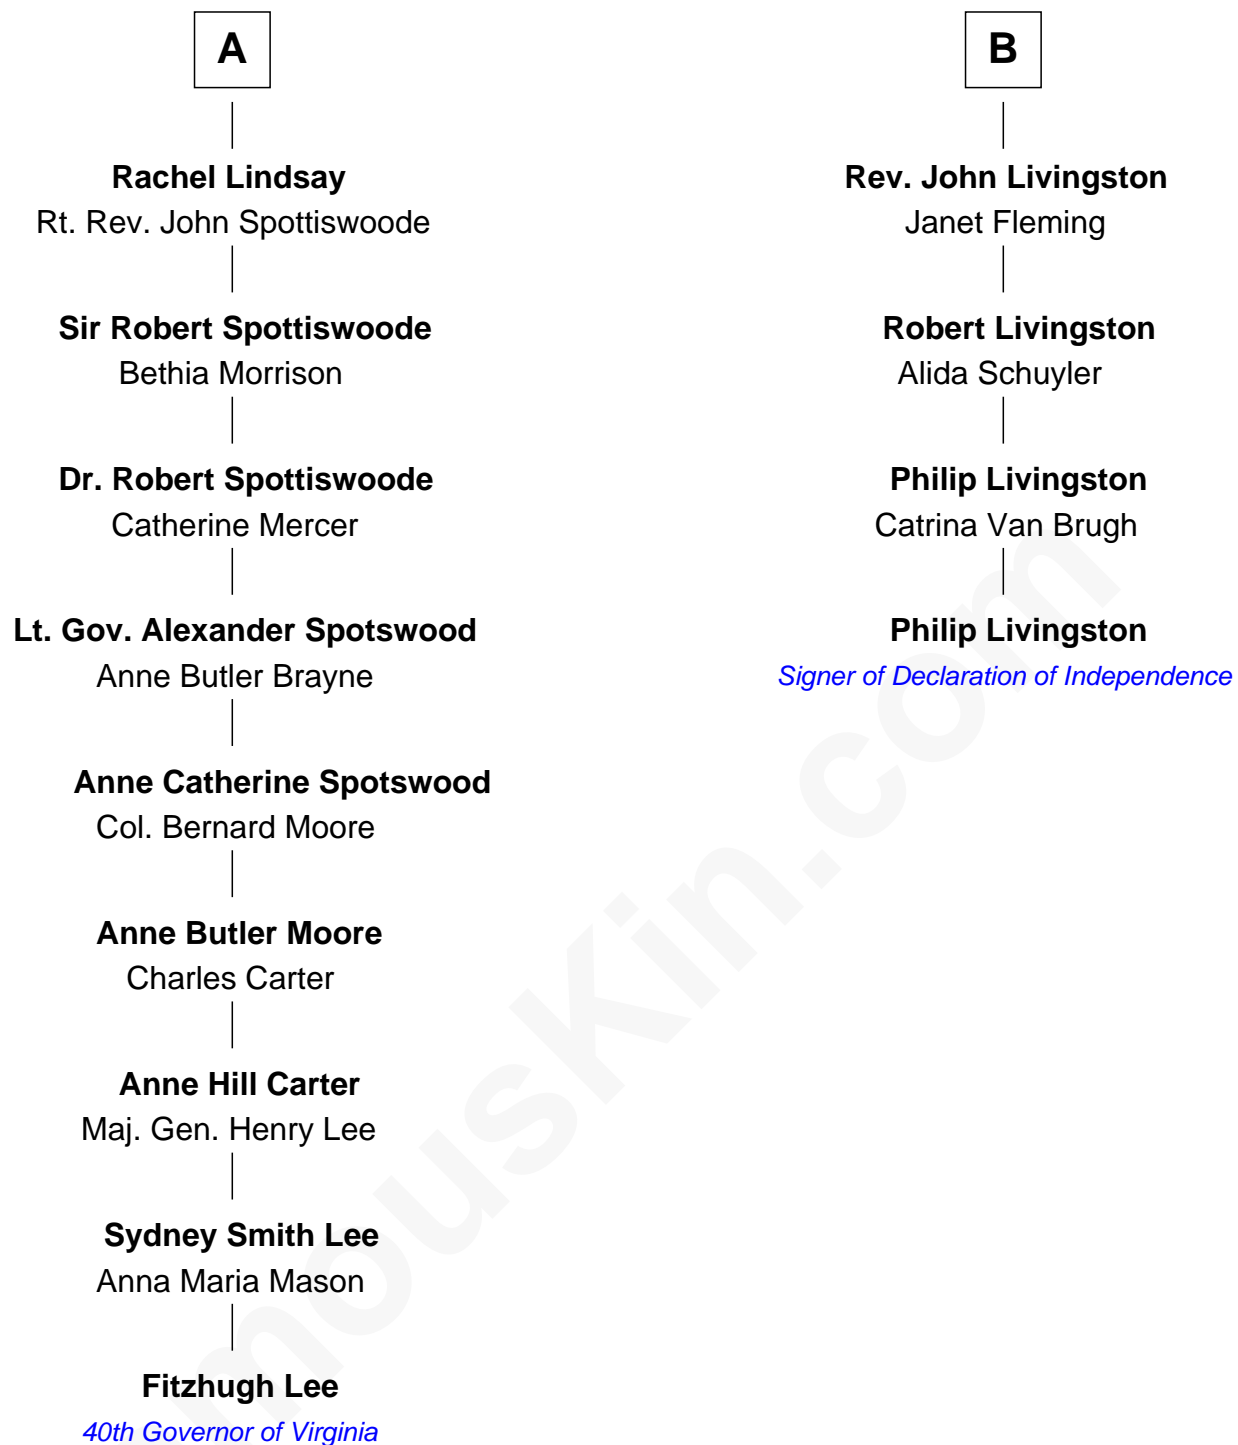 A
Rachel Lindsay
Rt. Rev. John Spottiswoode
Sir Robert Spottiswoode
Bethia Morrison
Dr. Robert Spottiswoode
Catherine Mercer
Lt. Gov. Alexander Spotswood
Anne Butler Brayne
Anne Catherine Spotswood
Col. Bernard Moore
Anne Butler Moore
Charles Carter
Anne Hill Carter
Maj. Gen. Henry Lee
Sydney Smith Lee
Anna Maria Mason
Fitzhugh Lee
40th Governor of Virginia
B
Rev. John Livingston
Janet Fleming
Robert Livingston
Alida Schuyler
Philip Livingston
Catrina Van Brugh
Philip Livingston
Signer of Declaration of Independence
mousKin.com